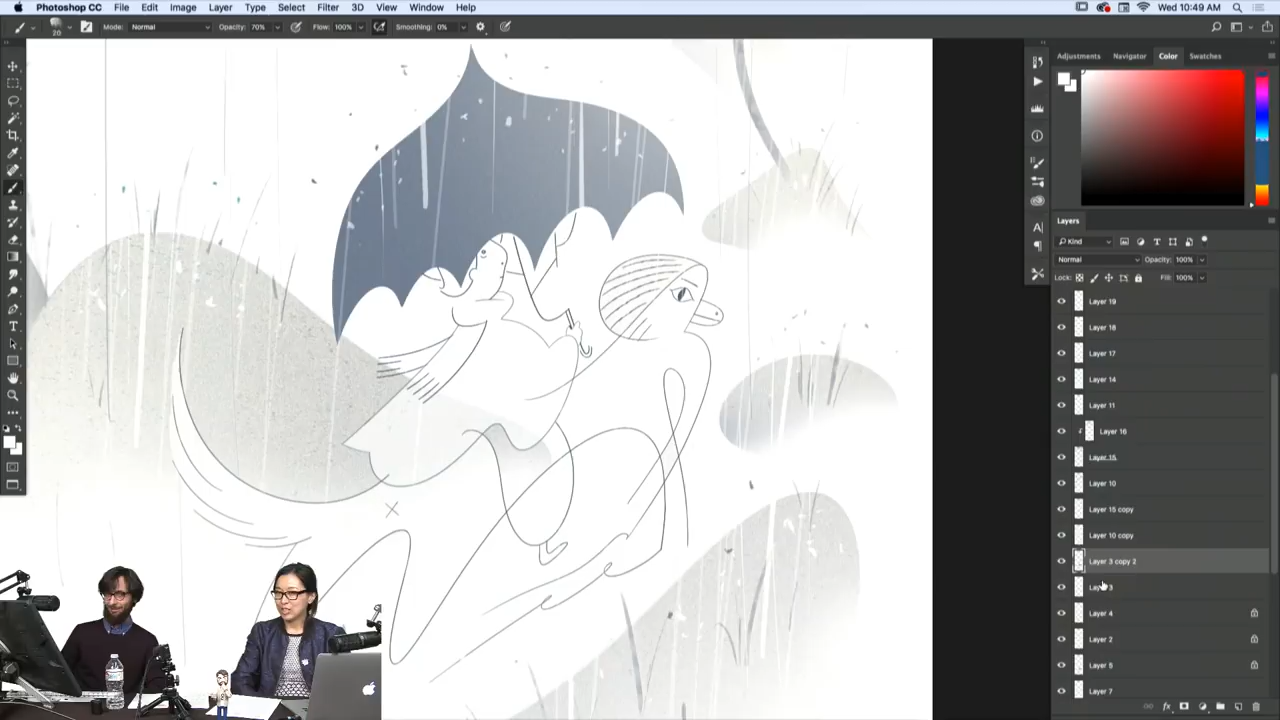 Photoshop CC File Edit Image Layer Type Select Filter 3D View Window Help
Wed 10:49 AM
20 Mode: Normal Opacity: 70% Flow: 100% Smoothing: 0%
Adjustments Navigator Color Swatches
Layers
Kind
Normal Opacity: 100%
Lock: Fill: 100%
Layer 19
Layer 18
Layer 17
Layer 14
Layer 11
Layer 16
Layer 15
Layer 10
Layer 15 copy
Layer 10 copy
Layer 3 copy 2
Layer 3
Layer 4
Layer 2
Layer 5
Layer 7